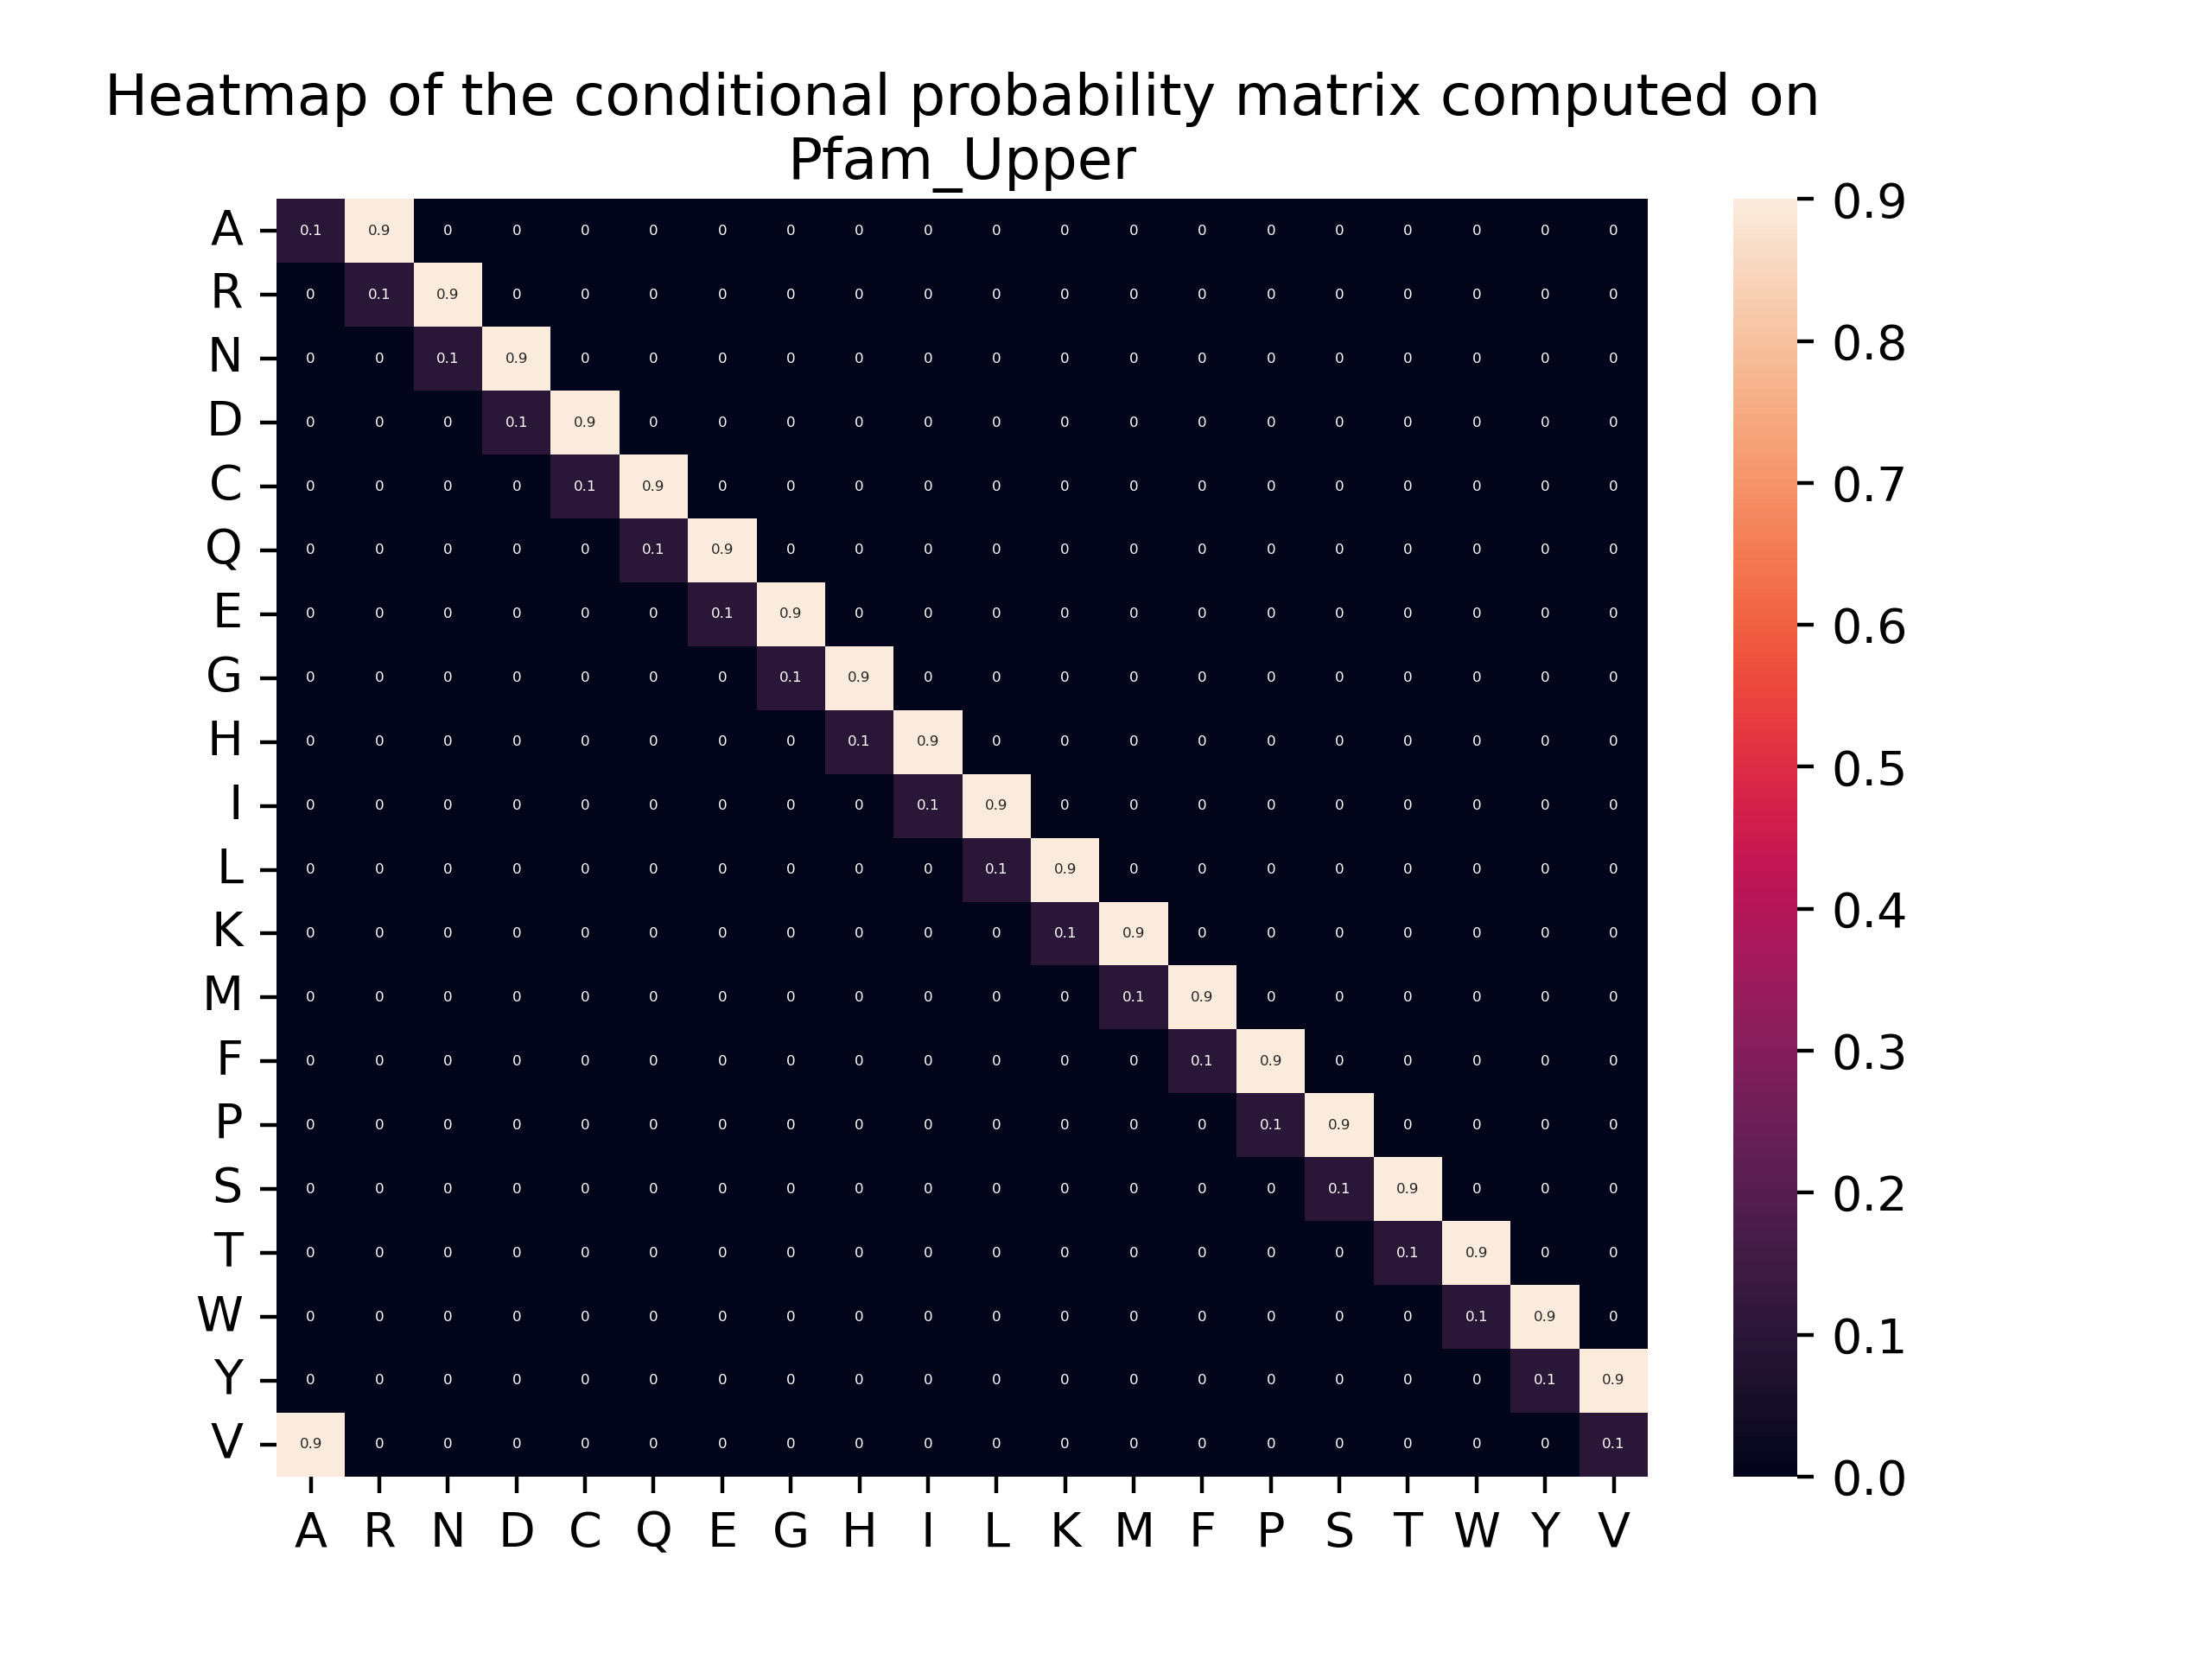 Heatmap of the conditional probability matrix computed on
Pfam_Upper
A 0.1 0.9 0 0 0 0 0 0 0 0 0 0 0 0 0 0 0 0 0 0
R 0 0.1 0.9 0 0 0 0 0 0 0 0 0 0 0 0 0 0 0 0 0
N 0 0 0.1 0.9 0 0 0 0 0 0 0 0 0 0 0 0 0 0 0 0
D 0 0 0 0.1 0.9 0 0 0 0 0 0 0 0 0 0 0 0 0 0 0
C 0 0 0 0 0.1 0.9 0 0 0 0 0 0 0 0 0 0 0 0 0 0
Q 0 0 0 0 0 0.1 0.9 0 0 0 0 0 0 0 0 0 0 0 0 0
E 0 0 0 0 0 0 0.1 0.9 0 0 0 0 0 0 0 0 0 0 0 0
G 0 0 0 0 0 0 0 0.1 0.9 0 0 0 0 0 0 0 0 0 0 0
H 0 0 0 0 0 0 0 0 0.1 0.9 0 0 0 0 0 0 0 0 0 0
I 0 0 0 0 0 0 0 0 0 0.1 0.9 0 0 0 0 0 0 0 0 0
L 0 0 0 0 0 0 0 0 0 0 0.1 0.9 0 0 0 0 0 0 0 0
K 0 0 0 0 0 0 0 0 0 0 0 0.1 0.9 0 0 0 0 0 0 0
M 0 0 0 0 0 0 0 0 0 0 0 0 0.1 0.9 0 0 0 0 0 0
F 0 0 0 0 0 0 0 0 0 0 0 0 0 0.1 0.9 0 0 0 0 0
P 0 0 0 0 0 0 0 0 0 0 0 0 0 0 0.1 0.9 0 0 0 0
S 0 0 0 0 0 0 0 0 0 0 0 0 0 0 0 0.1 0.9 0 0 0
T 0 0 0 0 0 0 0 0 0 0 0 0 0 0 0 0 0.1 0.9 0 0
W 0 0 0 0 0 0 0 0 0 0 0 0 0 0 0 0 0 0.1 0.9 0
Y 0 0 0 0 0 0 0 0 0 0 0 0 0 0 0 0 0 0 0.1 0.9
V 0.9 0 0 0 0 0 0 0 0 0 0 0 0 0 0 0 0 0 0 0.1
A R N D C Q E G H I L K M F P S T W Y V
0.9
0.8
0.7
0.6
0.5
0.4
0.3
0.2
0.1
0.0